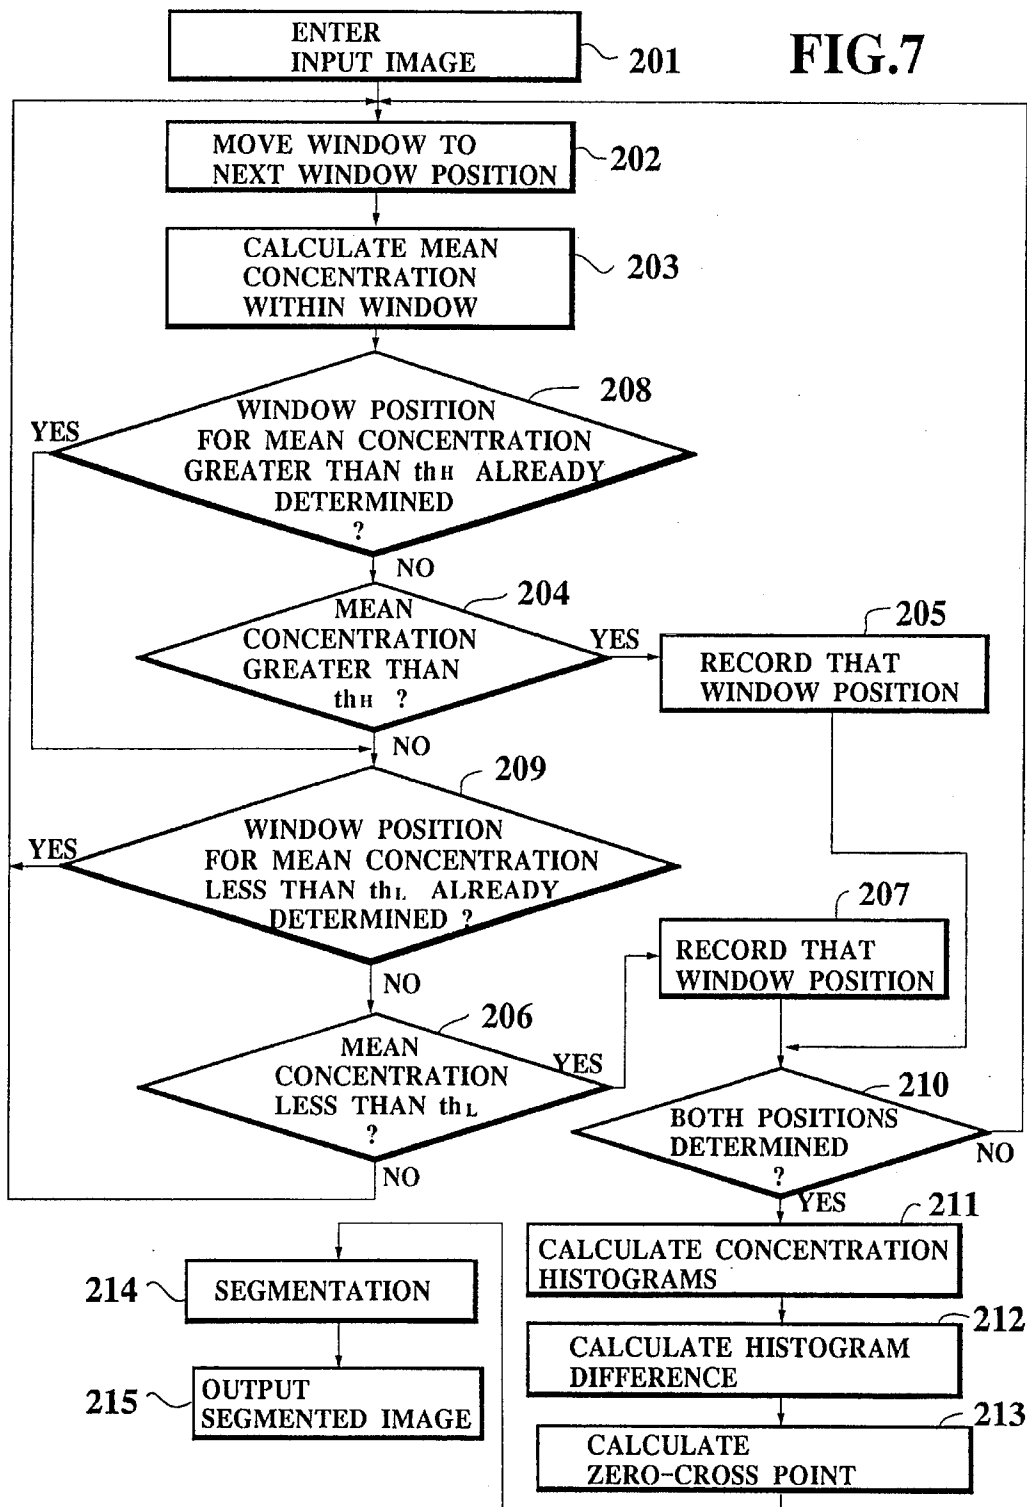 FIG.7
ENTER
INPUT IMAGE
201
MOVE WINDOW TO
NEXT WINDOW POSITION
202
CALCULATE MEAN
CONCENTRATION
WITHIN WINDOW
203
208
WINDOW POSITION
FOR MEAN CONCENTRATION
GREATER THAN thH ALREADY
DETERMINED
?
YES
NO
204
MEAN
CONCENTRATION
GREATER THAN
thH ?
YES
NO
205
RECORD THAT
WINDOW POSITION
209
WINDOW POSITION
FOR MEAN CONCENTRATION
LESS THAN thL ALREADY
DETERMINED ?
YES
NO
207
RECORD THAT
WINDOW POSITION
206
MEAN
CONCENTRATION
LESS THAN thL
?
YES
NO
210
BOTH POSITIONS
DETERMINED
?
NO
YES
211
CALCULATE CONCENTRATION
HISTOGRAMS
212
CALCULATE HISTOGRAM
DIFFERENCE
213
CALCULATE
ZERO-CROSS POINT
214
SEGMENTATION
215
OUTPUT
SEGMENTED IMAGE